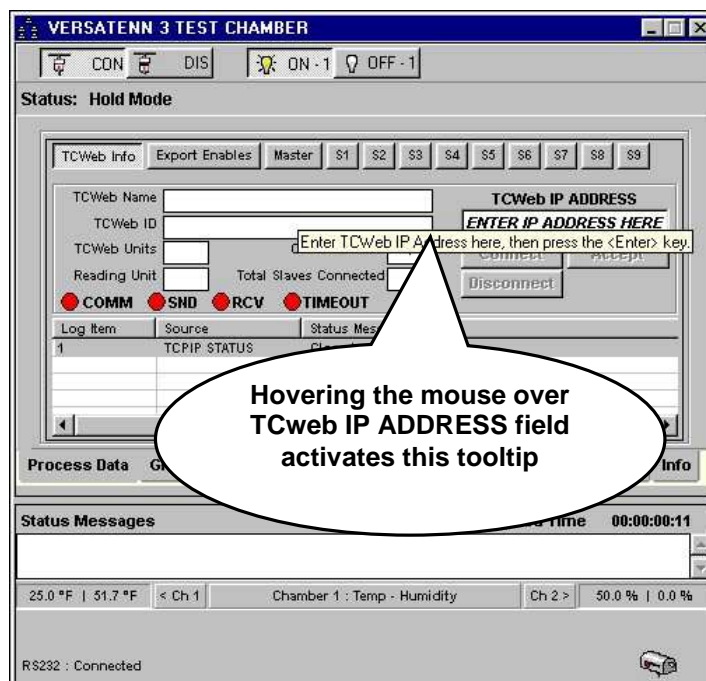 VERSATENN 3 TEST CHAMBER
CON DIS ON - 1 OFF - 1
Status: Hold Mode
TCWeb Info Export Enables Master S1 S2 S3 S4 S5 S6 S7 S8 S9
TCWeb Name
TCWeb IP ADDRESS
TCWeb ID
ENTER IP ADDRESS HERE
Enter TCWeb IP Address here, then press the <Enter> key.
TCWeb Units
Connect Accept
Reading Unit Total Slaves Connected
Disconnect
COMM SND RCV TIMEOUT
Log Item Source Status Mes
1 TCPIP STATUS
Hovering the mouse over
TCweb IP ADDRESS field
activates this tooltip
Process Data Info
Status Messages Time 00:00:00:11
25.0 °F | 51.7 °F < Ch 1 Chamber 1 : Temp - Humidity Ch 2 > 50.0 % | 0.0 %
RS232 : Connected